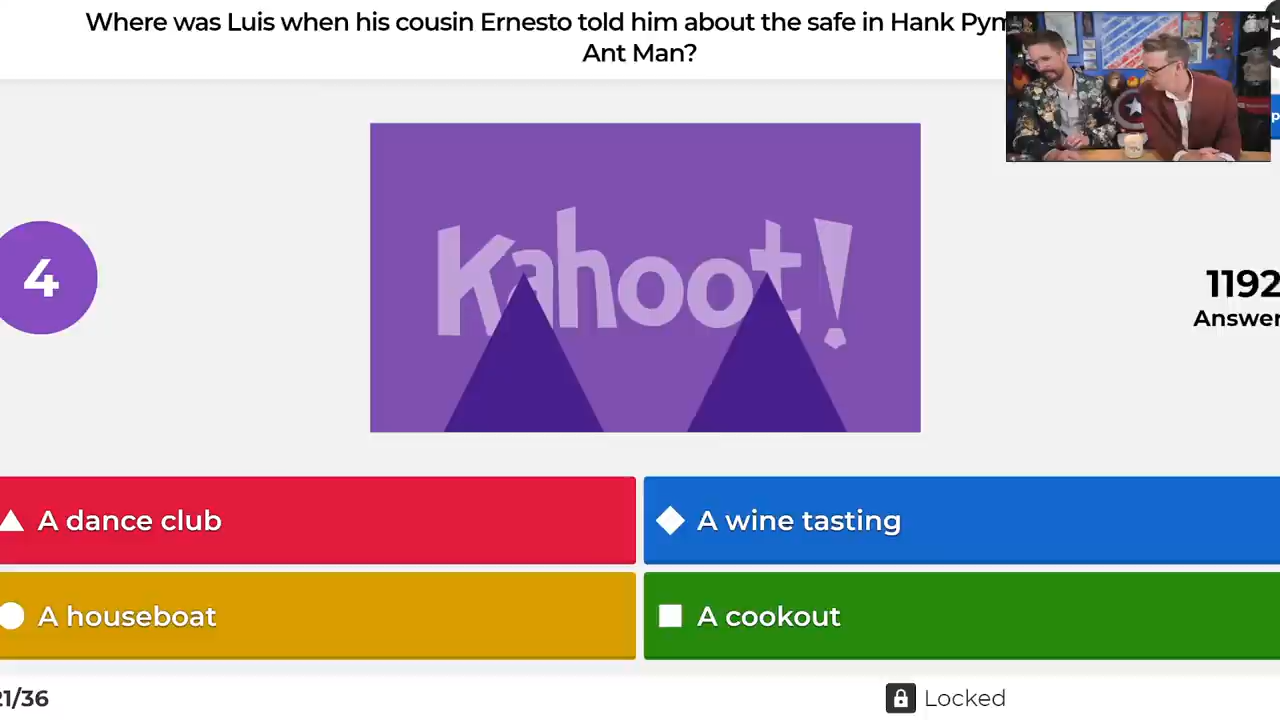 Where was Luis when his cousin Ernesto told him about the safe in Hank Pym
Ant Man?
Kahoot!
4
1192
Answer
A dance club
A wine tasting
A houseboat
A cookout
21/36
Locked